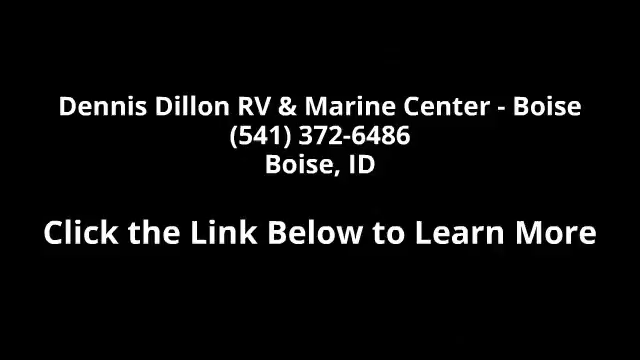 Dennis Dillon RV & Marine Center - Boise
(541) 372-6486
Boise, ID
Click the Link Below to Learn More